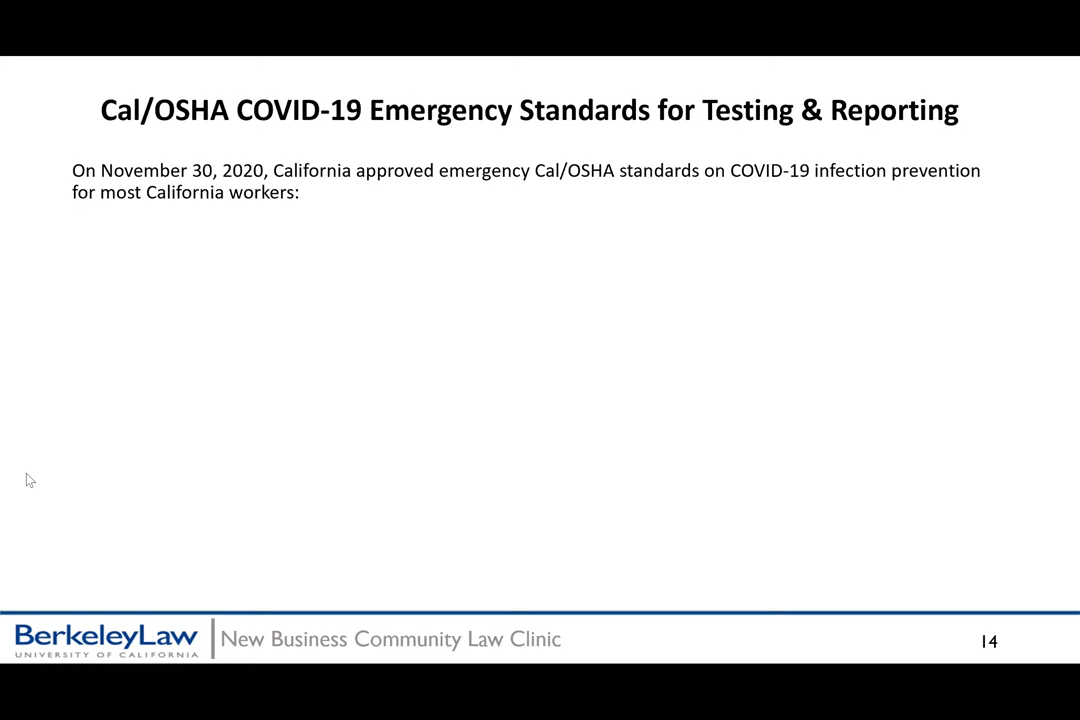 Cal/OSHA COVID-19 Emergency Standards for Testing & Reporting
On November 30, 2020, California approved emergency Cal/OSHA standards on COVID-19 infection prevention
for most California workers:
BerkeleyLaw
UNIVERSITY OF CALIFORNIA
New Business Community Law Clinic
14